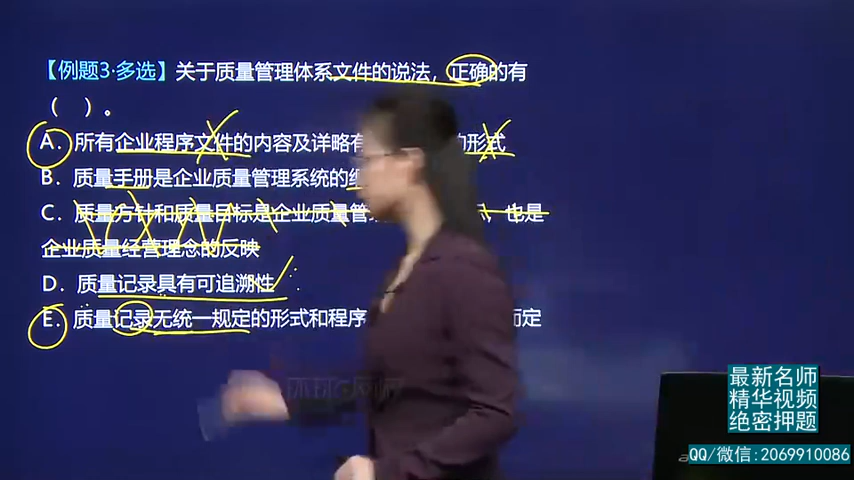 【例题3·多选】关于质量管理体系文件的说法，正确的有
（ ）。
A．所有企业程序文件的内容及详略有 的形式
B．质量手册是企业质量管理系统的
C．质量方针和质量目标是企业质量管 ，也是
企业质量经营理念的反映
D．质量记录具有可追溯性
E．质量记录无统一规定的形式和程序 而定
最新名师
精华视频
绝密押题
QQ/微信:2069910086